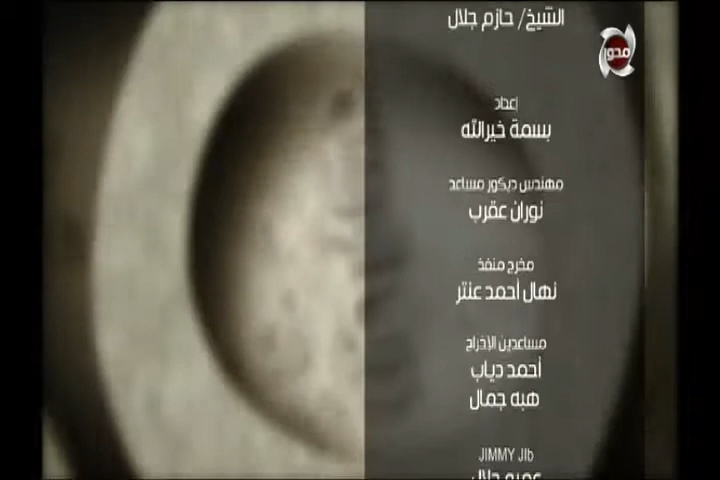 الشيخ/ حازم جلال
محور
إعداد
بسمة خيرالله
مهندس ديكور مساعد
نوران عقرب
مخرج منفذ
نهال أحمد عنتر
مساعدين الإخراج
أحمد دياب
هبه جمال
JIMMY JIb